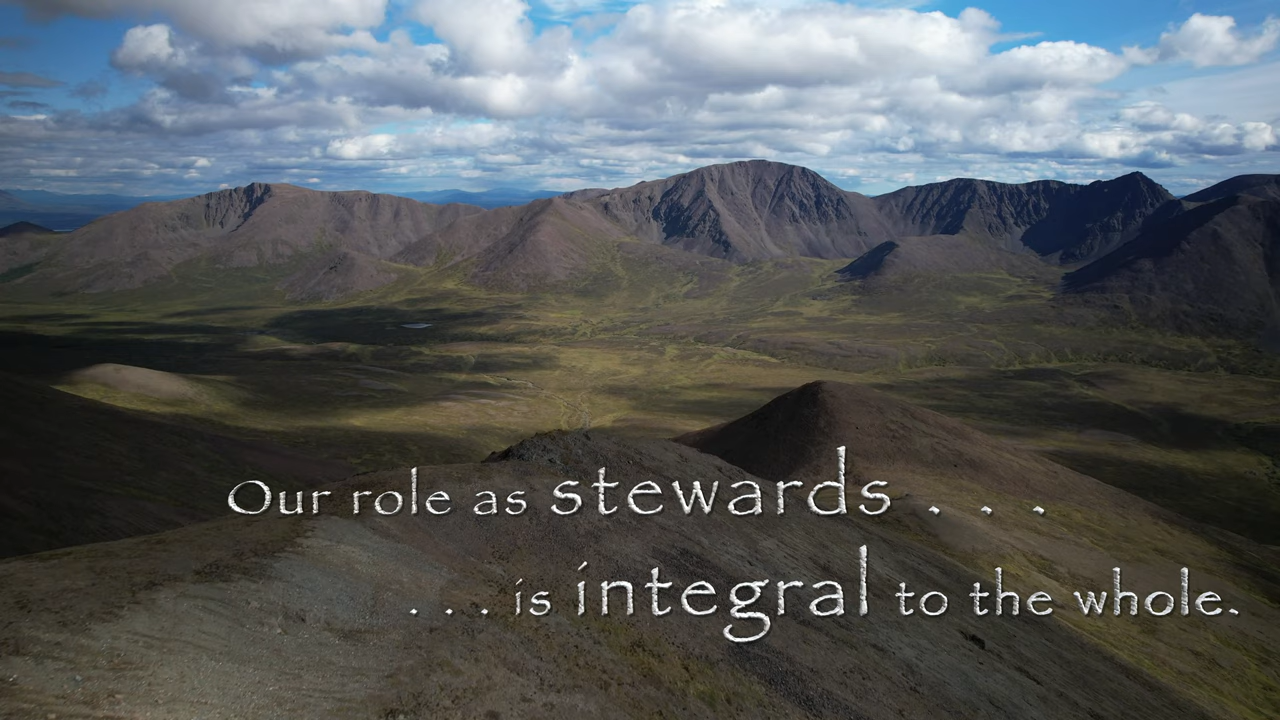 Our role as stewards . . .
. . . is integral to the whole.